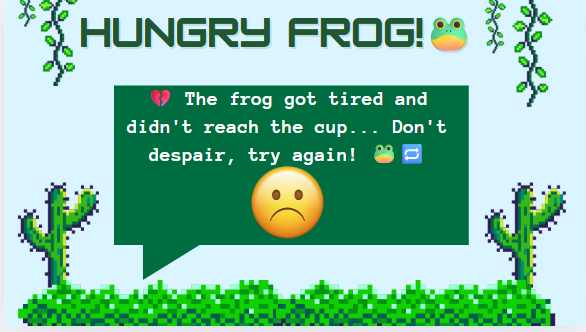 HUNGRY FROG!🐸
💔 The frog got tired and
didn't reach the cup... Don't
despair, try again! 🐸🔁